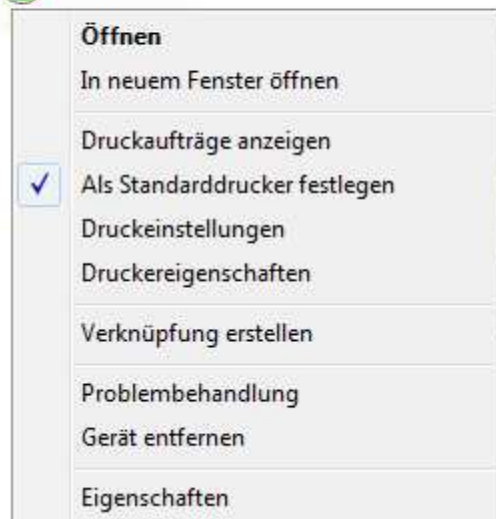 Öffnen
In neuem Fenster öffnen
Druckaufträge anzeigen
Als Standarddrucker festlegen
Druckeinstellungen
Druckereigenschaften
Verknüpfung erstellen
Problembehandlung
Gerät entfernen
Eigenschaften